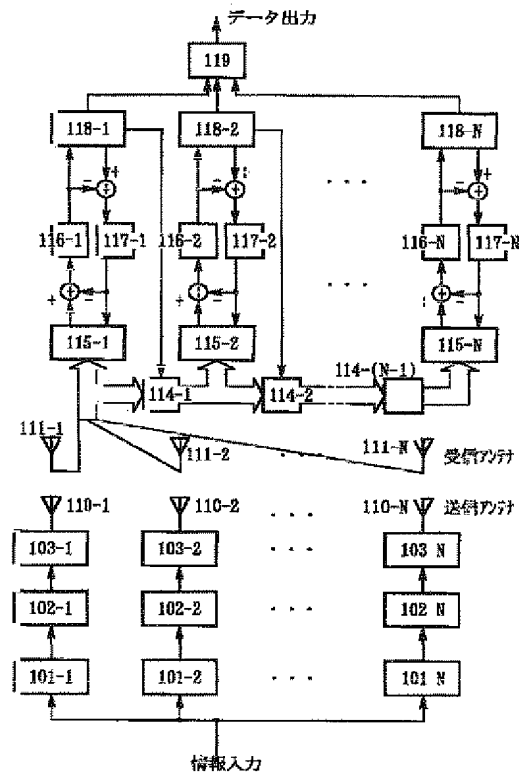 データ出力
119
118-1 118-2 118-N
+ + +
− − −
· · ·
116-1 117-1 116-2 117-2 116-N 117-N
· · ·
+ − + − −
115-1 115-2 115-N
114-1 114-2 114-(N-1)
111-1 111-2 · · · 111-N 受信アンテナ
110-1 110-2 · · · 110-N 送信アンテナ
103-1 103-2 · · · 103 N
102-1 102-2 · · · 102 N
101-1 101-2 · · · 101 N
情報入力